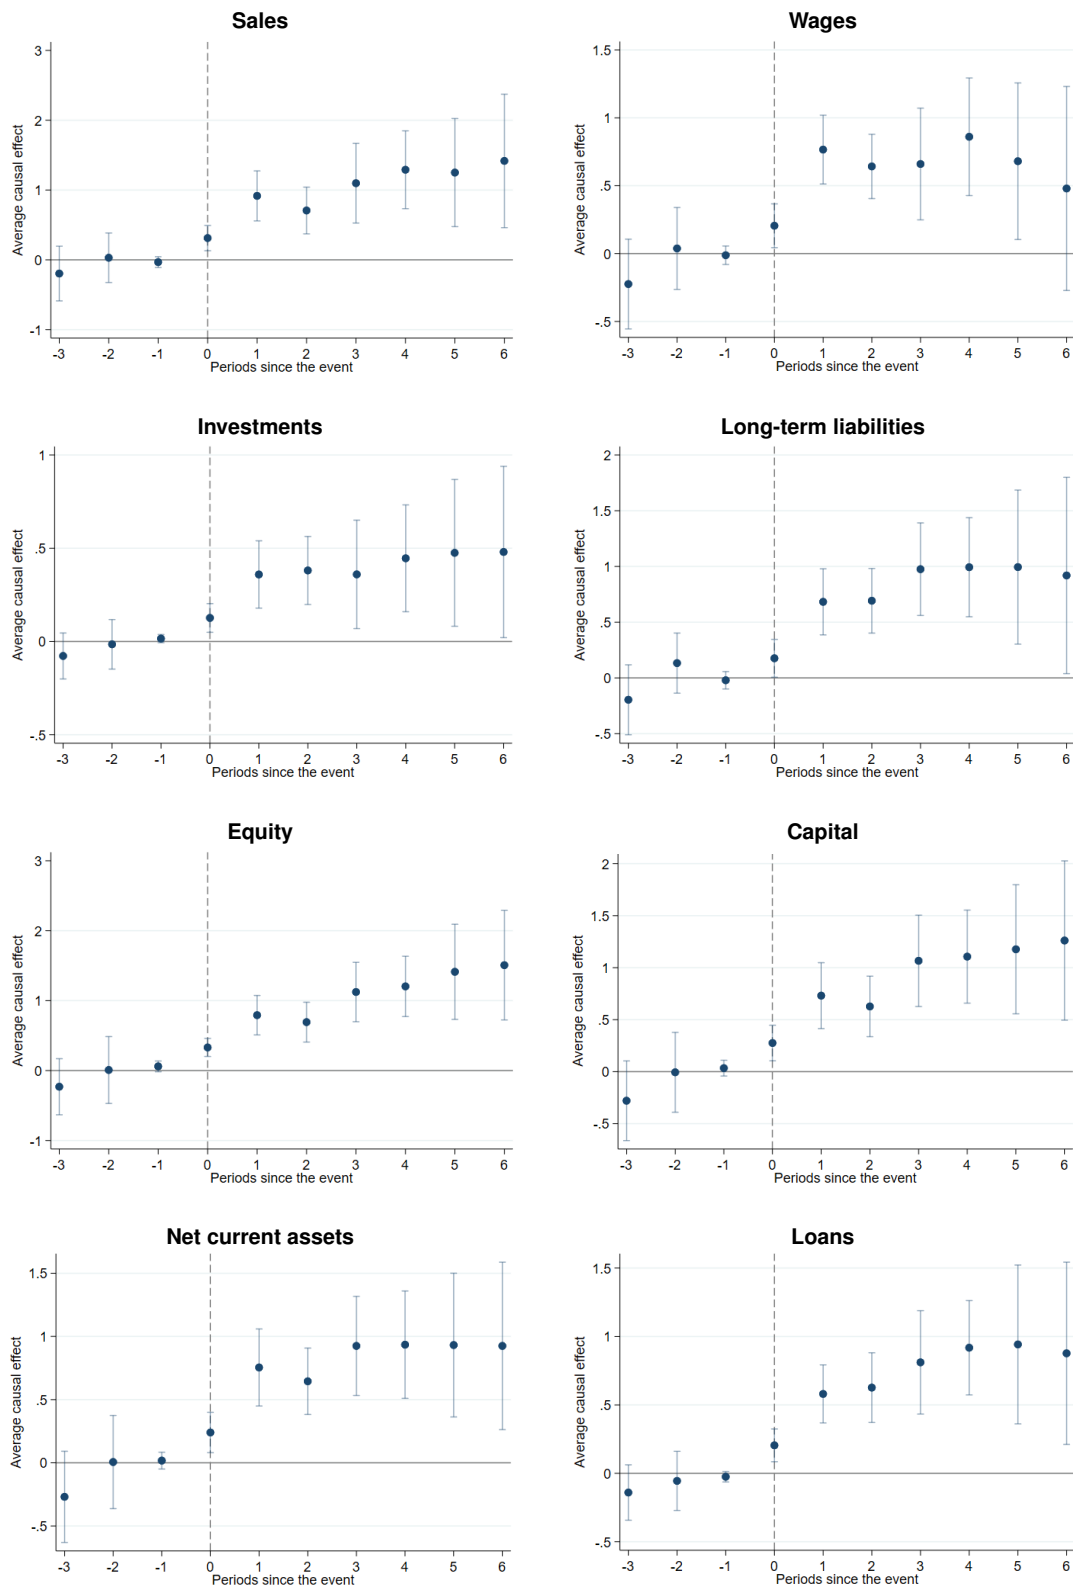 Sales
Average causal effect
3
2
1
0
-1
-3 -2 -1 0 1 2 3 4 5 6
Periods since the event
Wages
Average causal effect
1.5
1
.5
0
-.5
-3 -2 -1 0 1 2 3 4 5 6
Periods since the event
Investments
Average causal effect
1
.5
0
-.5
-3 -2 -1 0 1 2 3 4 5 6
Periods since the event
Long-term liabilities
Average causal effect
2
1.5
1
.5
0
-.5
-3 -2 -1 0 1 2 3 4 5 6
Periods since the event
Equity
Average causal effect
3
2
1
0
-1
-3 -2 -1 0 1 2 3 4 5 6
Periods since the event
Capital
Average causal effect
2
1.5
1
.5
0
-.5
-3 -2 -1 0 1 2 3 4 5 6
Periods since the event
Net current assets
Average causal effect
1.5
1
.5
0
-.5
-3 -2 -1 0 1 2 3 4 5 6
Periods since the event
Loans
Average causal effect
1.5
1
.5
0
-.5
-3 -2 -1 0 1 2 3 4 5 6
Periods since the event